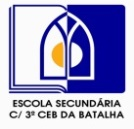 ESCOLA SECUNDÁRIA
C/ 3º CEB DA BATALHA